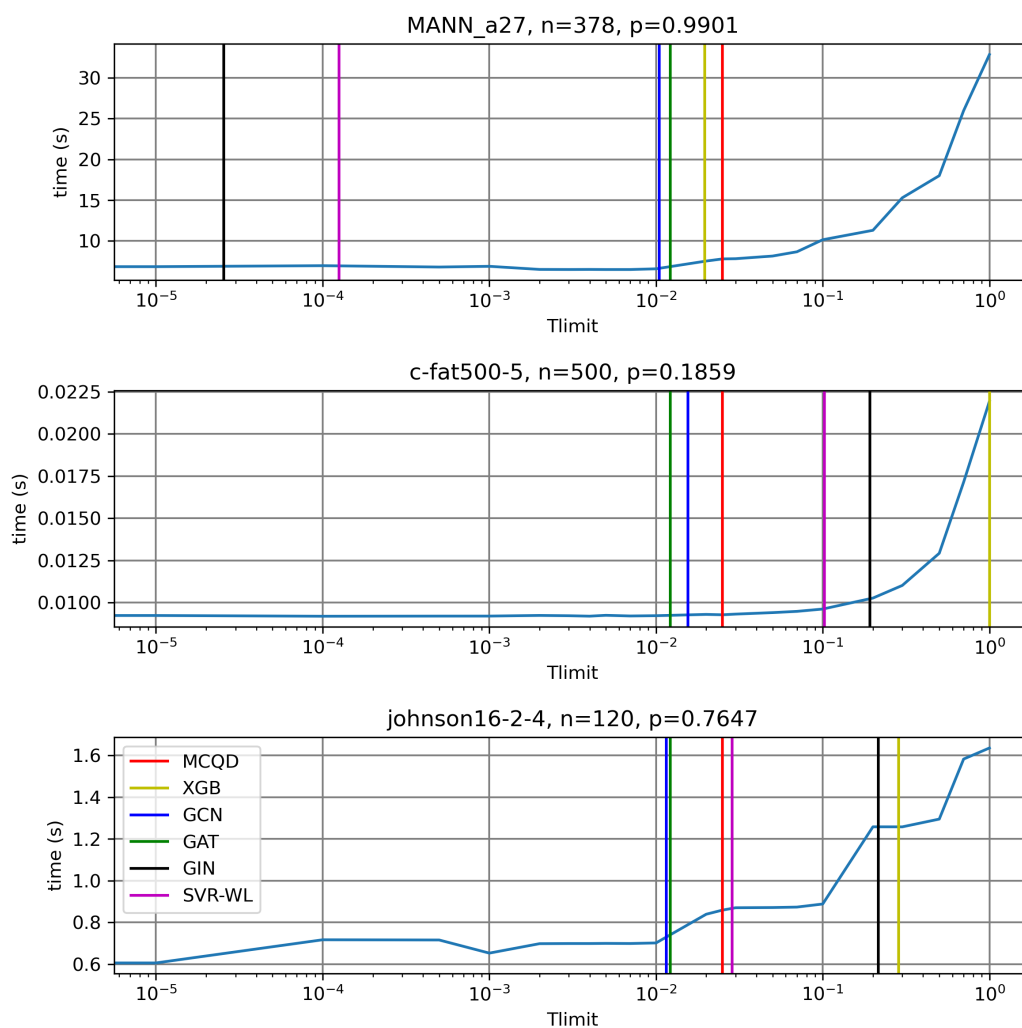 MANN_a27, n=378, p=0.9901
30
25
20
15
10
time (s)
10⁻⁵ 10⁻⁴ 10⁻³ 10⁻² 10⁻¹ 10⁰
Tlimit
c-fat500-5, n=500, p=0.1859
0.0225
0.0200
0.0175
0.0150
0.0125
0.0100
time (s)
10⁻⁵ 10⁻⁴ 10⁻³ 10⁻² 10⁻¹ 10⁰
Tlimit
johnson16-2-4, n=120, p=0.7647
1.6
1.4
1.2
1.0
0.8
0.6
time (s)
MCQD
XGB
GCN
GAT
GIN
SVR-WL
10⁻⁵ 10⁻⁴ 10⁻³ 10⁻² 10⁻¹ 10⁰
Tlimit